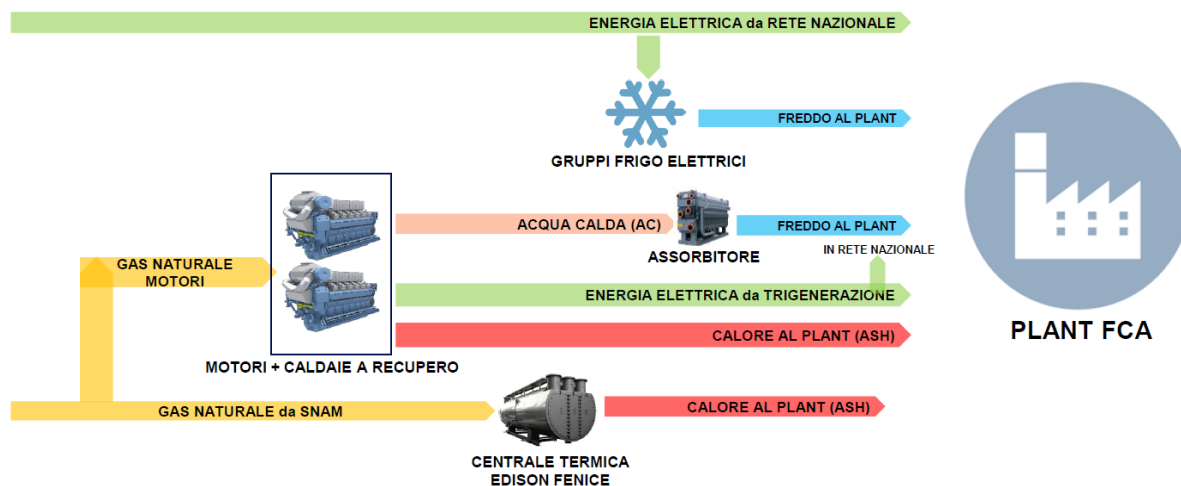 ENERGIA ELETTRICA da RETE NAZIONALE
FREDDO AL PLANT
GRUPPI FRIGO ELETTRICI
ACQUA CALDA (AC)
FREDDO AL PLANT
ASSORBITORE
IN RETE NAZIONALE
GAS NATURALE
MOTORI
ENERGIA ELETTRICA da TRIGENERAZIONE
CALORE AL PLANT (ASH)
PLANT FCA
MOTORI + CALDAIE A RECUPERO
GAS NATURALE da SNAM
CALORE AL PLANT (ASH)
CENTRALE TERMICA
EDISON FENICE